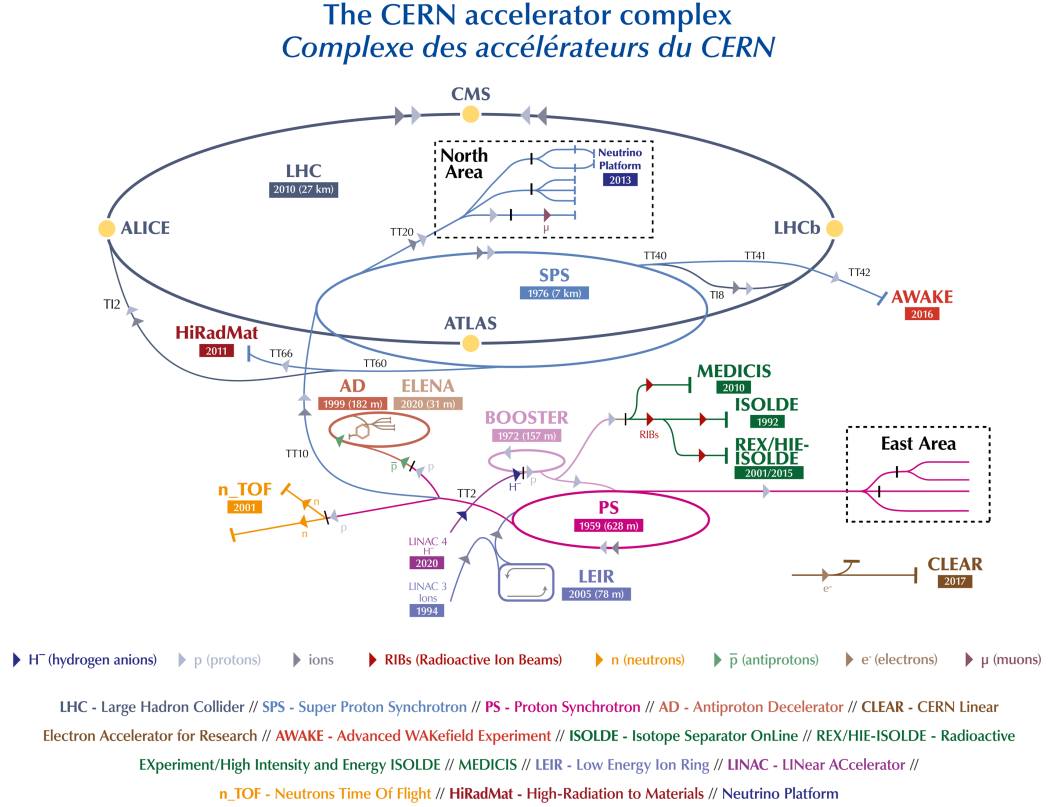 The CERN accelerator complex
Complexe des accélérateurs du CERN
CMS
North
Area
Neutrino
Platform
2013
LHC
2010 (27 km)
μ
ALICE
LHCb
TT20
TT40
TT41
TT42
SPS
1976 (7 km)
TI8
AWAKE
2016
TI2
ATLAS
HiRadMat
2011
TT66
TT60
AD
1999 (182 m)
ELENA
2020 (31 m)
MEDICIS
2010
BOOSTER
1972 (157 m)
ISOLDE
1992
RIBs
REX/HIE-
ISOLDE
2001/2015
East Area
TT10
p̅
p
H⁻
p
n_TOF
2001
n
n
p
TT2
PS
1959 (628 m)
LINAC 4
H⁻
2020
LINAC 3
Ions
1994
LEIR
2005 (78 m)
CLEAR
2017
e⁻
H⁻ (hydrogen anions)
p (protons)
ions
RIBs (Radioactive Ion Beams)
n (neutrons)
p̅ (antiprotons)
e⁻ (electrons)
μ (muons)
LHC - Large Hadron Collider // SPS - Super Proton Synchrotron // PS - Proton Synchrotron // AD - Antiproton Decelerator // CLEAR - CERN Linear
Electron Accelerator for Research // AWAKE - Advanced WAKefield Experiment // ISOLDE - Isotope Separator OnLine // REX/HIE-ISOLDE - Radioactive
EXperiment/High Intensity and Energy ISOLDE // MEDICIS // LEIR - Low Energy Ion Ring // LINAC - LINear ACcelerator //
n_TOF - Neutrons Time Of Flight // HiRadMat - High-Radiation to Materials // Neutrino Platform